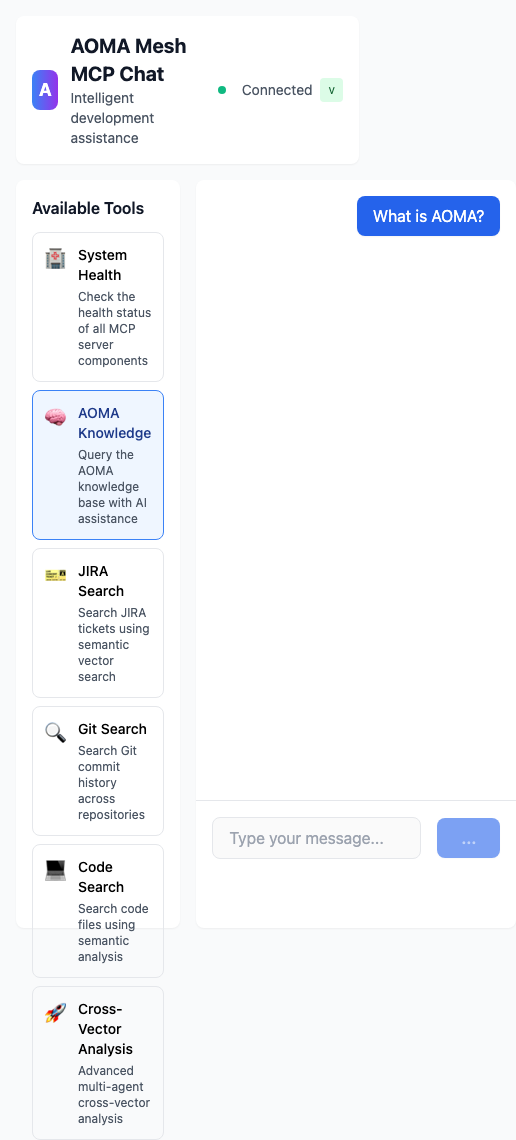 A
AOMA Mesh
MCP Chat
Intelligent
development
assistance
Connected
v
Available Tools
System
Health
Check the
health status
of all MCP
server
components
AOMA
Knowledge
Query the
AOMA
knowledge
base with AI
assistance
JIRA
Search
Search JIRA
tickets using
semantic
vector
search
Git Search
Search Git
commit
history
across
repositories
Code
Search
Search code
files using
semantic
analysis
Cross-
Vector
Analysis
Advanced
multi-agent
cross-vector
analysis
What is AOMA?
Type your message...
...